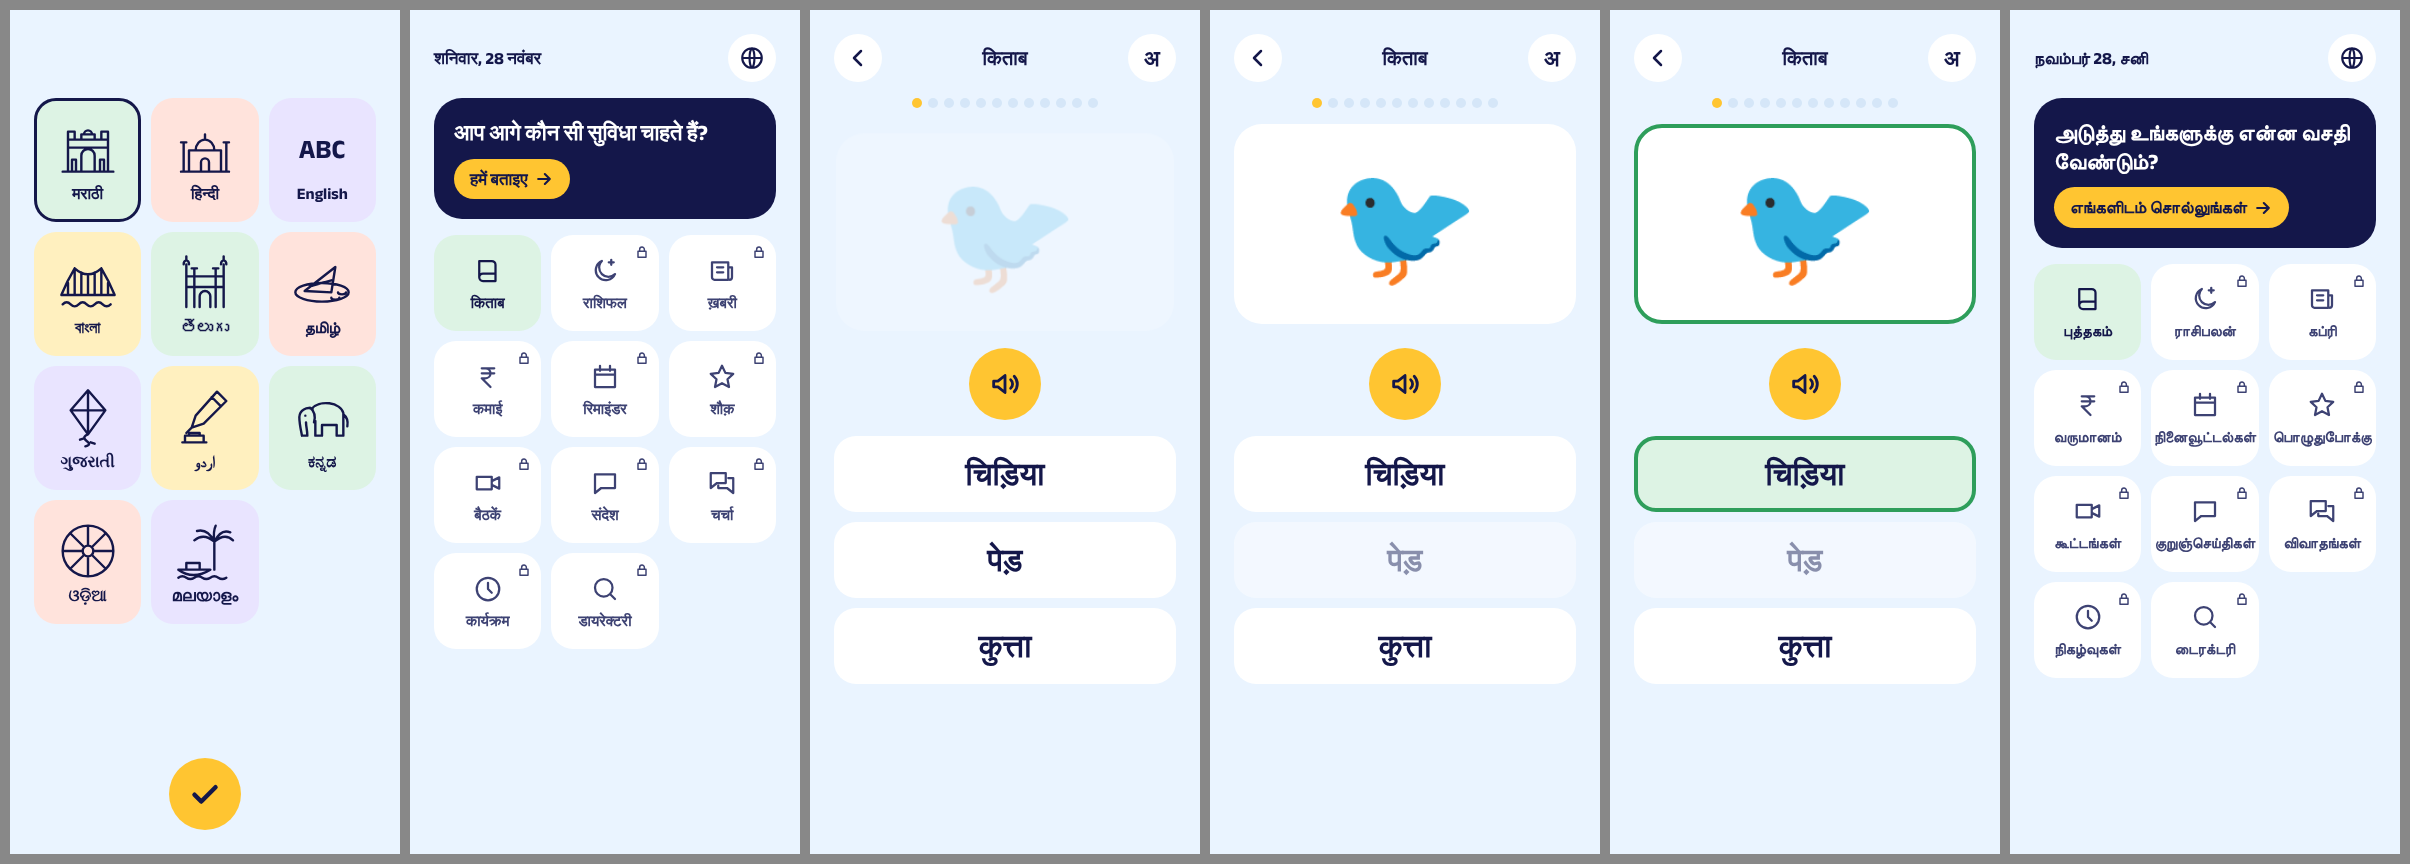 मराठी
हिन्दी
ABC
English
বাংলা
తెలుగు
தமிழ்
ગુજરાતી
اردو
ಕನ್ನಡ
ଓଡ଼ିଆ
മലയാളം
शनिवार, 28 नवंबर
आप आगे कौन सी सुविधा चाहते हैं?
हमें बताइए
किताब
राशिफल
ख़बरी
कमाई
रिमाइंडर
शौक़
बैठकें
संदेश
चर्चा
कार्यक्रम
डायरेक्टरी
किताब
अ
चिड़िया
पेड़
कुत्ता
किताब
अ
चिड़िया
पेड़
कुत्ता
किताब
अ
चिड़िया
पेड़
कुत्ता
நவம்பர் 28, சனி
அடுத்து உங்களுக்கு என்ன வசதி
வேண்டும்?
எங்களிடம் சொல்லுங்கள்
புத்தகம்
ராசிபலன்
கப்ரி
வருமானம்
நினைவூட்டல்கள்
பொழுதுபோக்கு
கூட்டங்கள்
குறுஞ்செய்திகள்
விவாதங்கள்
நிகழ்வுகள்
டைரக்டரி